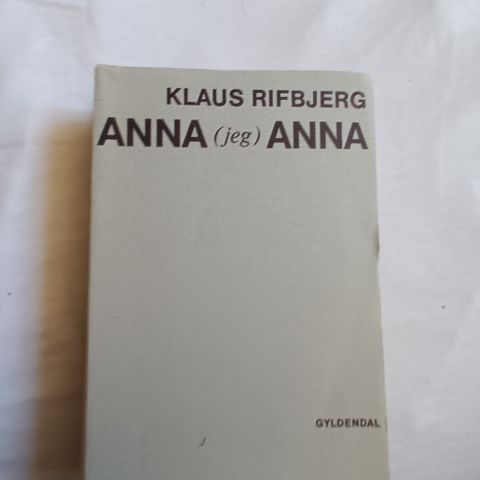 KLAUS RIFBJERG
ANNA (jeg) ANNA
GYLDENDAL